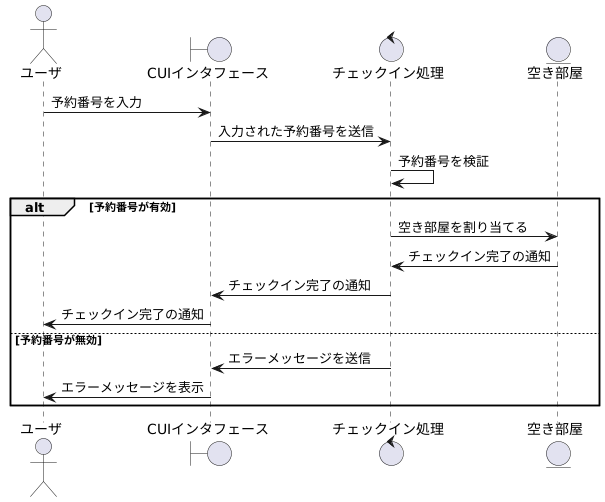 ユーザ
CUIインタフェース
チェックイン処理
空き部屋
予約番号を入力
入力された予約番号を送信
予約番号を検証
alt
[予約番号が有効]
空き部屋を割り当てる
チェックイン完了の通知
チェックイン完了の通知
チェックイン完了の通知
[予約番号が無効]
エラーメッセージを送信
エラーメッセージを表示
ユーザ
CUIインタフェース
チェックイン処理
空き部屋